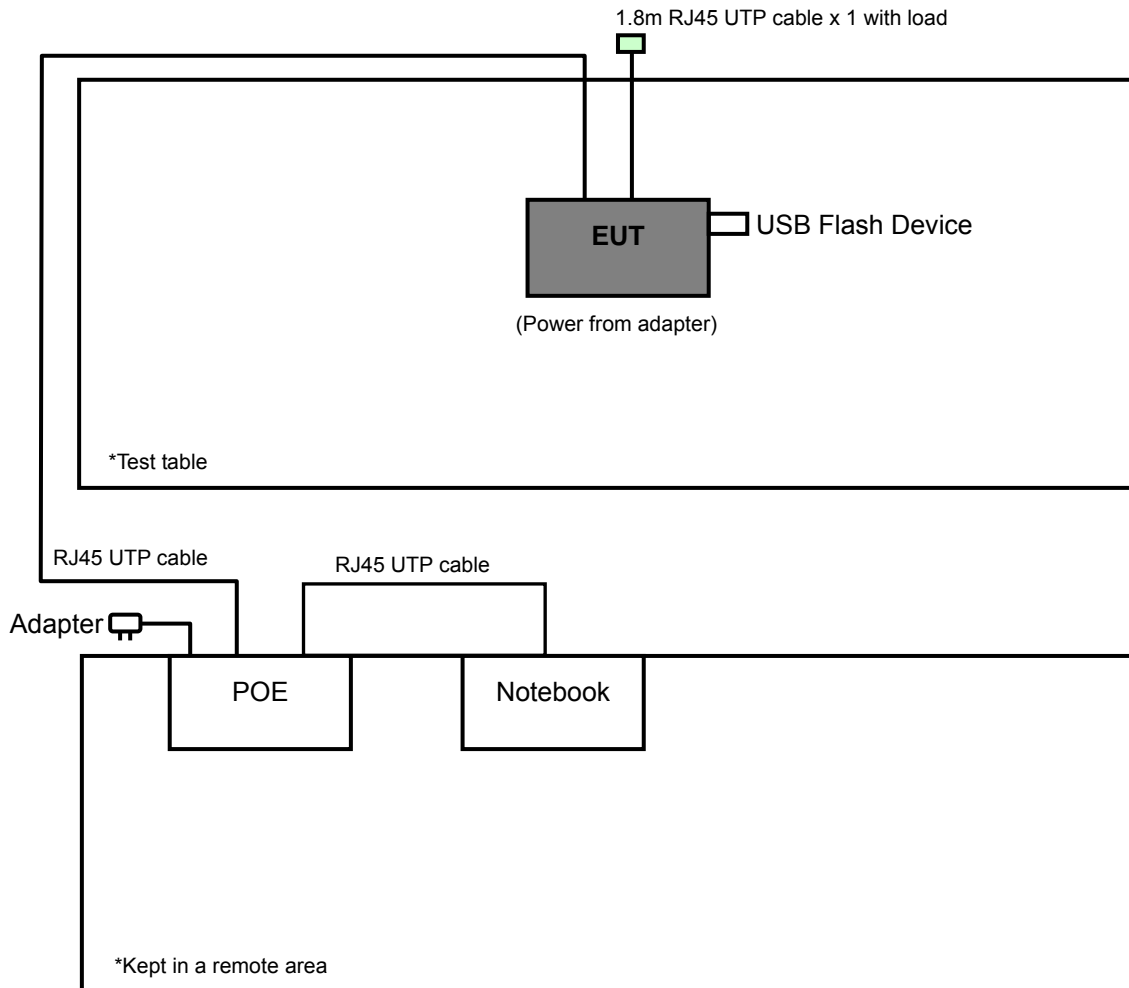 1.8m RJ45 UTP cable x 1 with load
EUT
USB Flash Device
(Power from adapter)
*Test table
RJ45 UTP cable
RJ45 UTP cable
Adapter
POE
Notebook
*Kept in a remote area